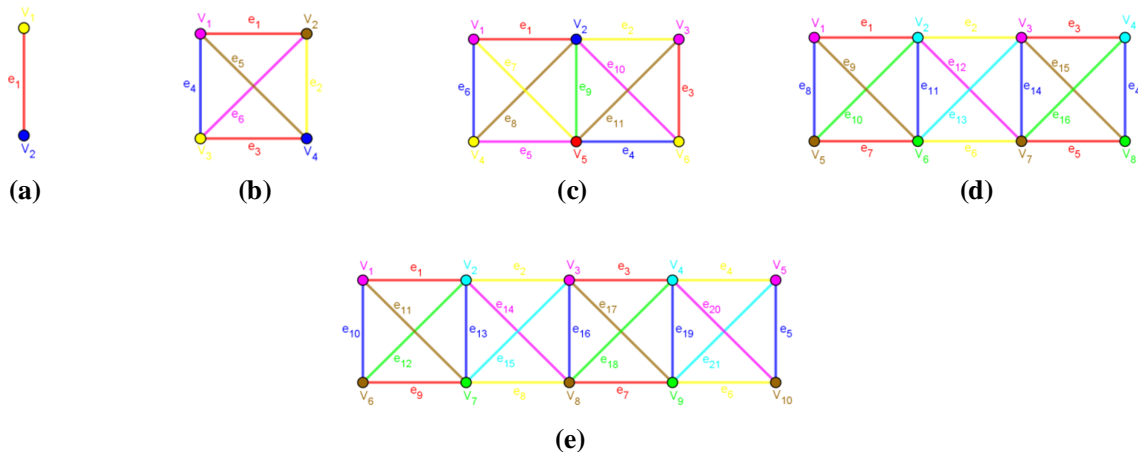 V1
e1
V2
(a)
V1 e1 V2
e5
e4 e2
e6
V3 e3 V4
(b)
V1 e1 V2 e2 V3
e7 e10
e6 e9 e3
e8 e11
V4 e5 V5 e4 V6
(c)
V1 e1 V2 e2 V3 e3 V4
e9 e12 e15
e8 e11 e14 e4
e10 e13 e16
V5 e7 V6 e6 V7 e5 V8
(d)
V1 e1 V2 e2 V3 e3 V4 e4 V5
e11 e14 e17 e20
e10 e13 e16 e19 e5
e12 e15 e18 e21
V6 e9 V7 e8 V8 e7 V9 e6 V10
(e)